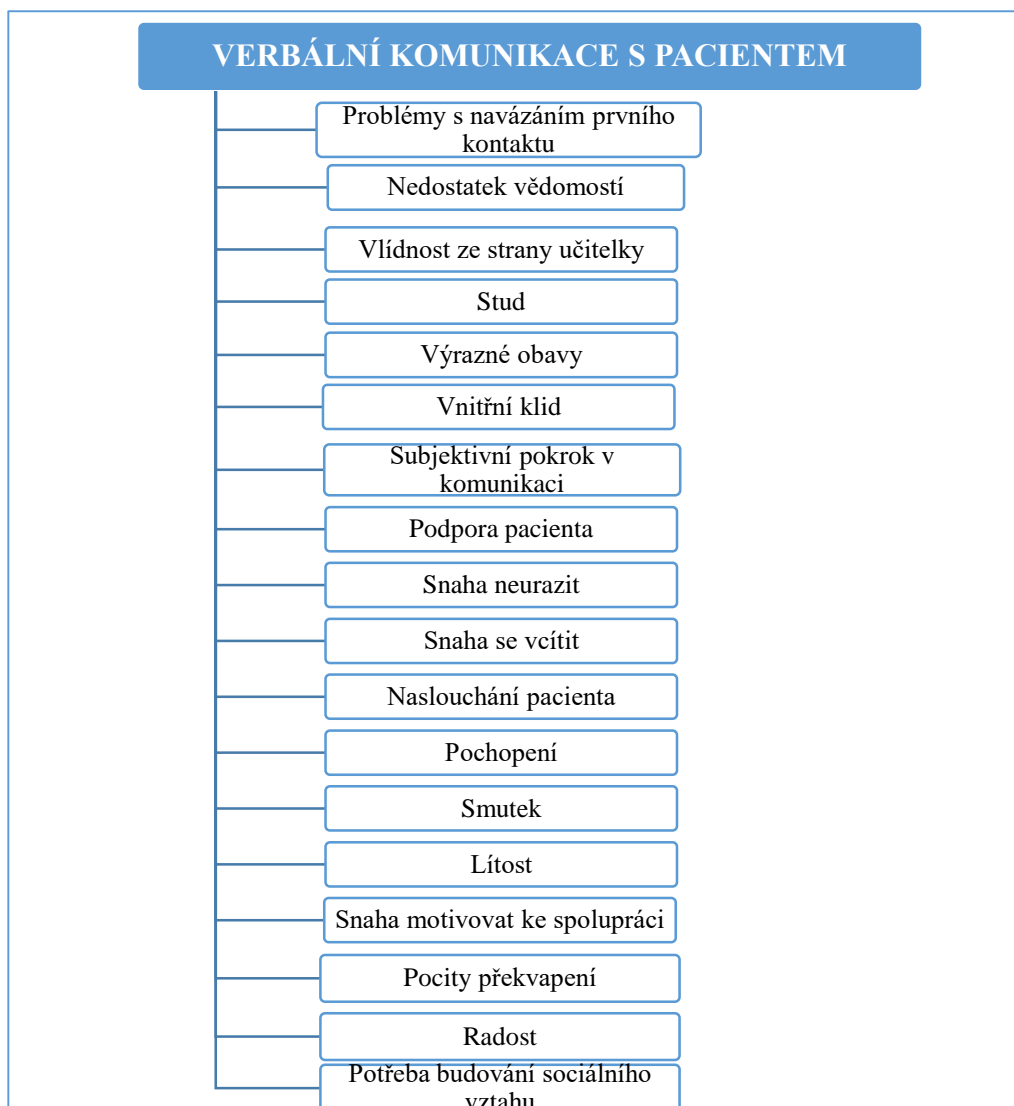 VERBÁLNÍ KOMUNIKACE S PACIENTEM
Problémy s navázáním prvního
kontaktu
Nedostatek vědomostí
Vlídnost ze strany učitelky
Stud
Výrazné obavy
Vnitřní klid
Subjektivní pokrok v
komunikaci
Podpora pacienta
Snaha neurazit
Snaha se vcítit
Naslouchání pacienta
Pochopení
Smutek
Lítost
Snaha motivovat ke spolupráci
Pocity překvapení
Radost
Potřeba budování sociálního
vztahu